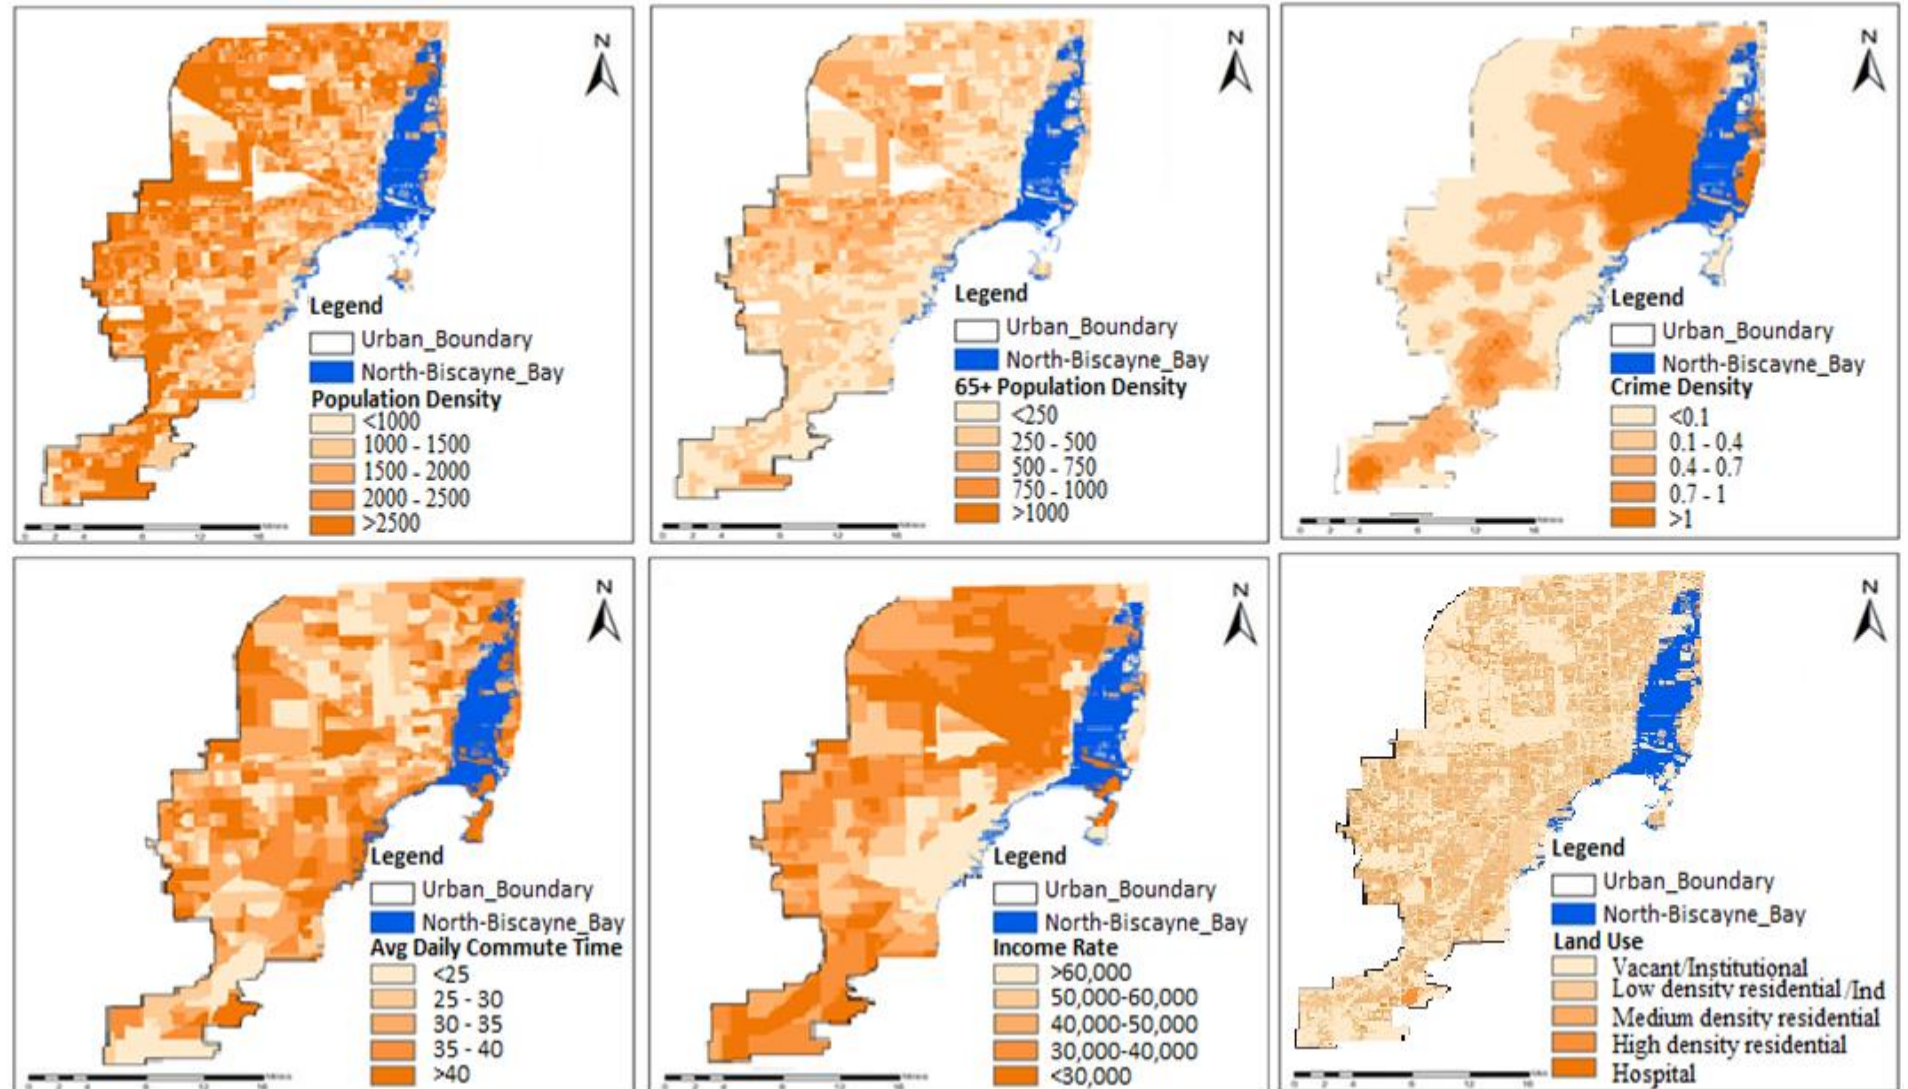 N
Legend
Urban_Boundary
North-Biscayne_Bay
Population Density
<1000
1000 - 1500
1500 - 2000
2000 - 2500
>2500
N
Legend
Urban_Boundary
North-Biscayne_Bay
65+ Population Density
<250
250 - 500
500 - 750
750 - 1000
>1000
N
Legend
Urban_Boundary
North-Biscayne_Bay
Crime Density
<0.1
0.1 - 0.4
0.4 - 0.7
0.7 - 1
>1
N
Legend
Urban_Boundary
North-Biscayne_Bay
Avg Daily Commute Time
<25
25 - 30
30 - 35
35 - 40
>40
N
Legend
Urban_Boundary
North-Biscayne_Bay
Income Rate
>60,000
50,000-60,000
40,000-50,000
30,000-40,000
<30,000
N
Legend
Urban_Boundary
North-Biscayne_Bay
Land Use
Vacant/Institutional
Low density residential/Ind
Medium density residential
High density residential
Hospital